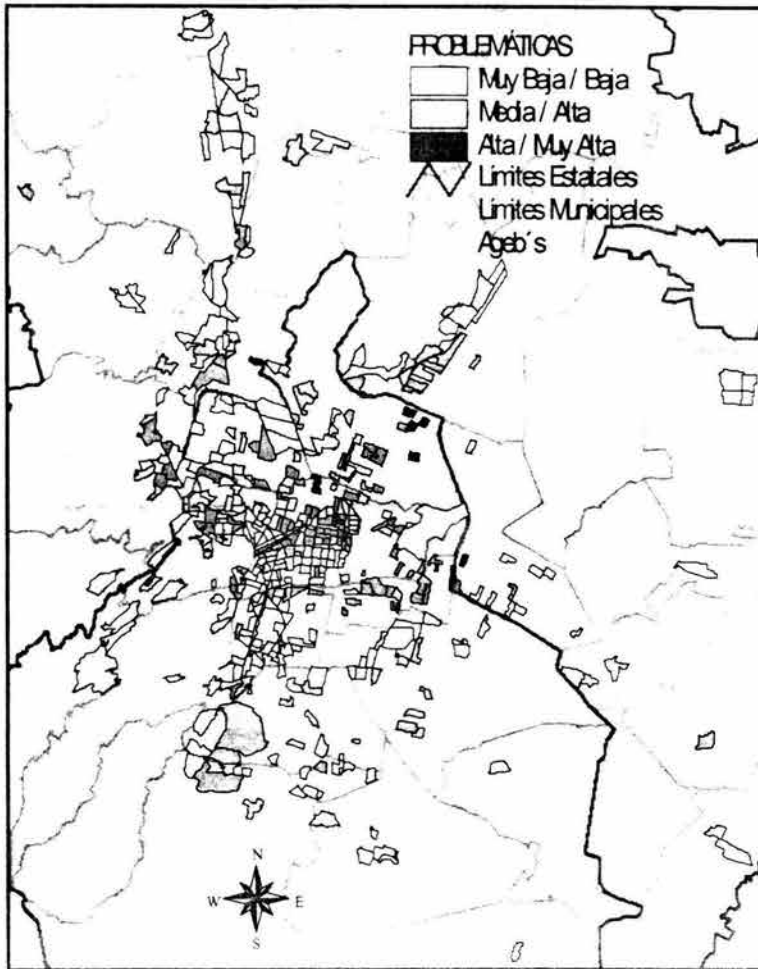 PROBLEMÁTICAS
Muy Baja / Baja
Media / Alta
Alta / Muy Alta
Límites Estatales
Límites Municipales
Ageb´s
N
W E
S